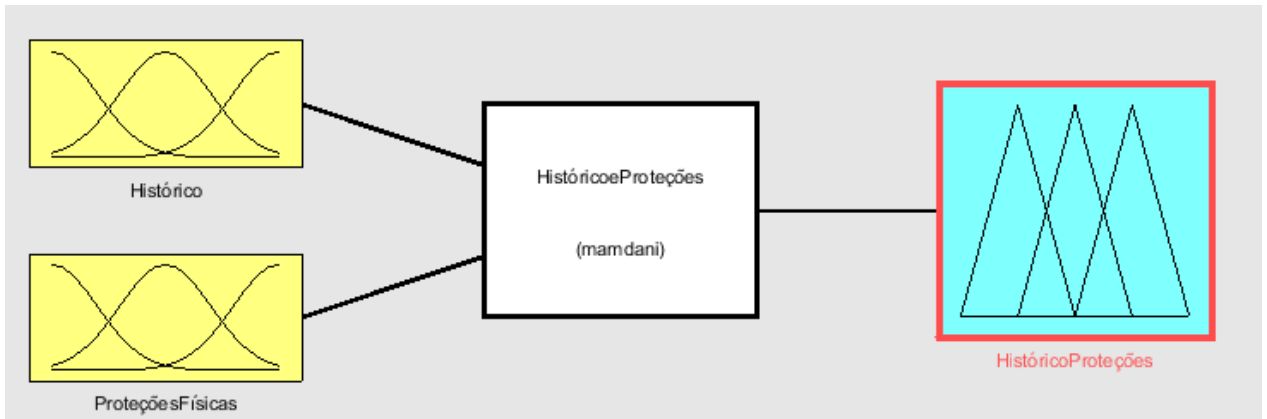 Histórico
HistóricoeProteções
(mamdani)
HistóricoProteções
ProteçõesFísicas